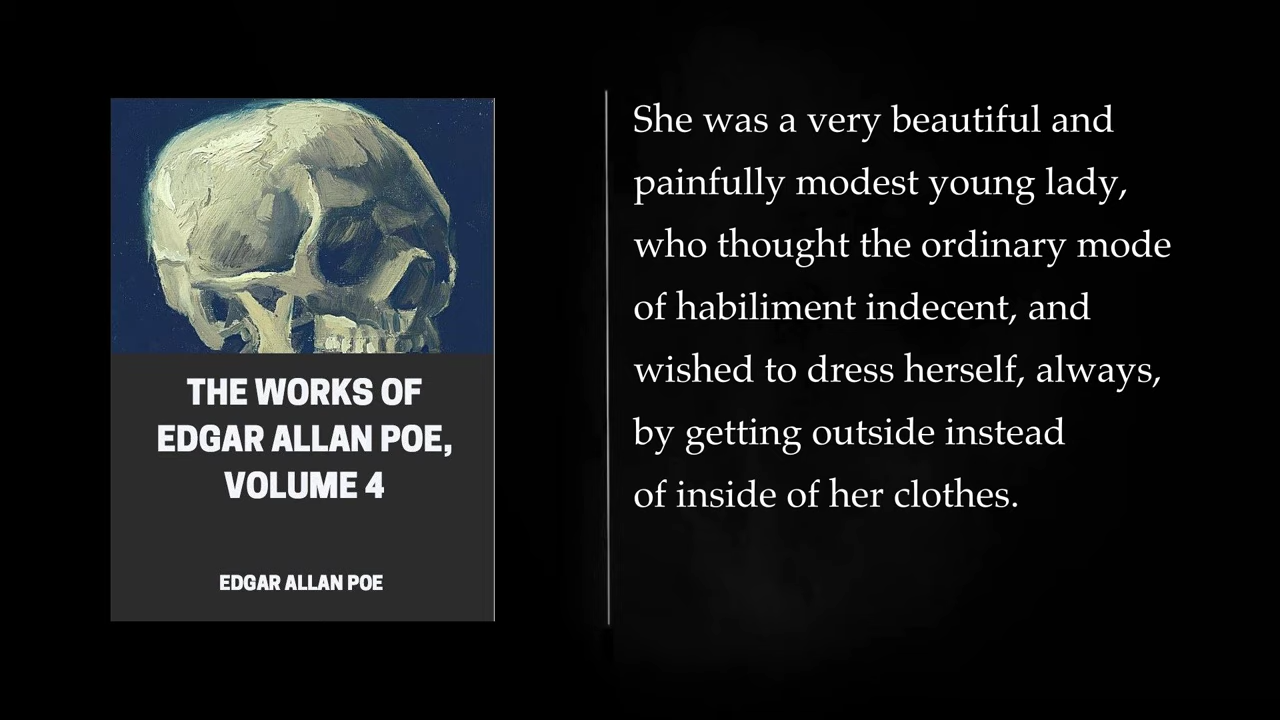 THE WORKS OF
EDGAR ALLAN POE,
VOLUME 4
EDGAR ALLAN POE
She was a very beautiful and
painfully modest young lady,
who thought the ordinary mode
of habiliment indecent, and
wished to dress herself, always,
by getting outside instead
of inside of her clothes.